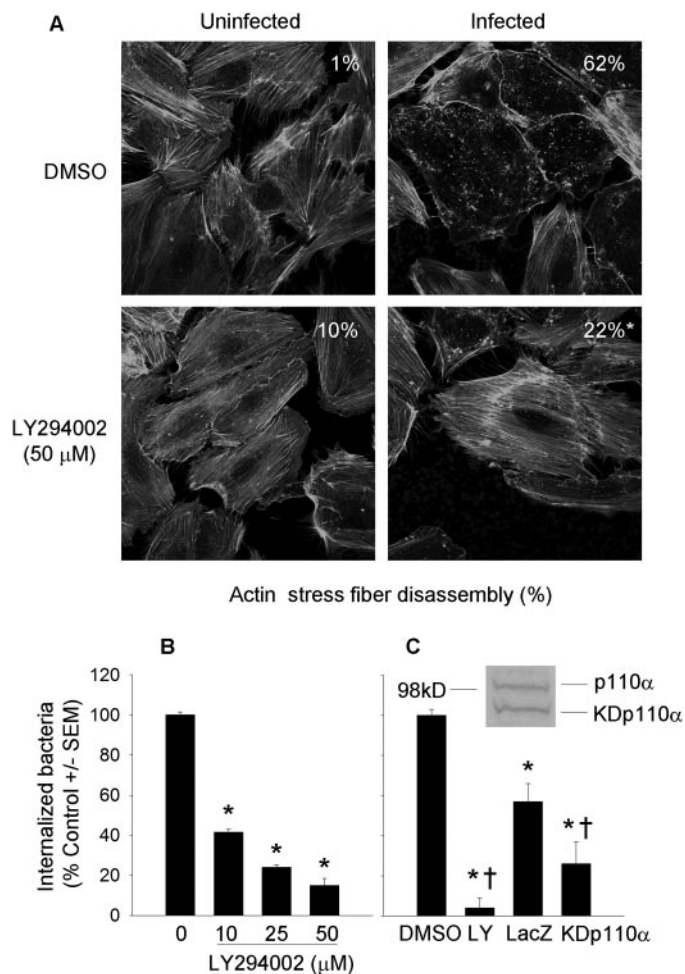 A
Uninfected
Infected
DMSO
1%
62%
LY294002
(50 μM)
10%
22%*
Actin stress fiber disassembly (%)
B
C
Internalized bacteria
(% Control +/- SEM)
120
100
80
60
40
20
0
*
*
*
0 10 25 50
LY294002 (μM)
98kD
p110α
KDp110α
*†
*
*†
DMSO LY LacZ KDp110α